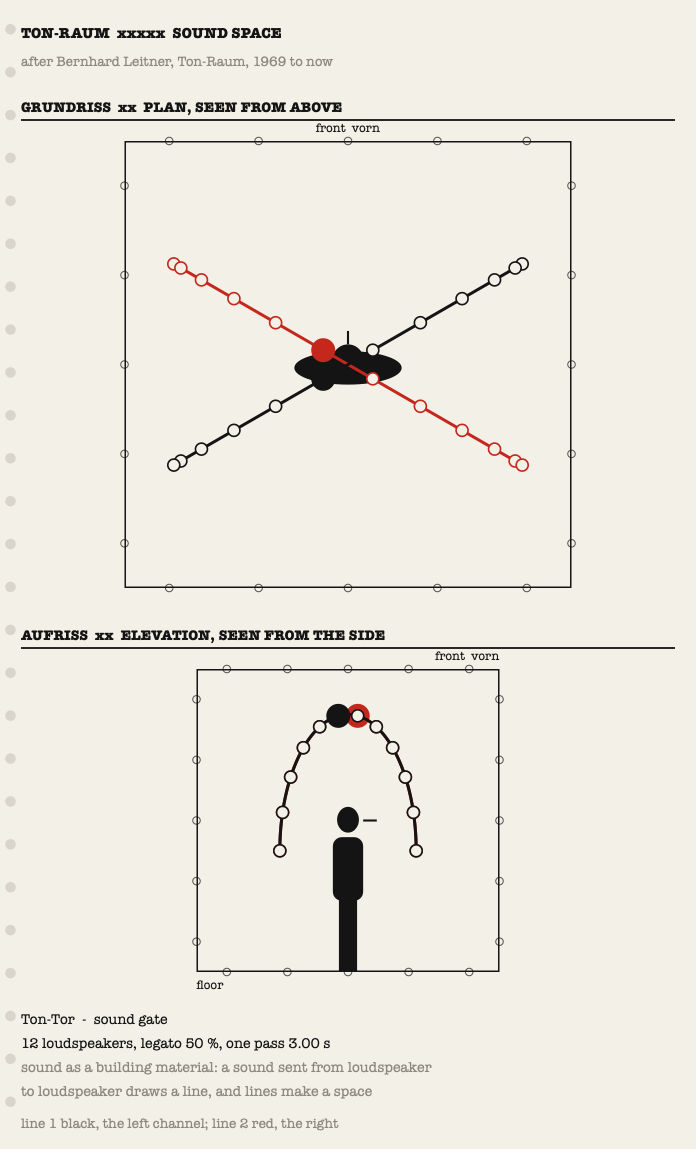 TON-RAUM xxxxx SOUND SPACE
after Bernhard Leitner, Ton-Raum, 1969 to now
GRUNDRISS xx PLAN, SEEN FROM ABOVE
front vorn
AUFRISS xx ELEVATION, SEEN FROM THE SIDE
front vorn
floor
Ton-Tor - sound gate
12 loudspeakers, legato 50 %, one pass 3.00 s
sound as a building material: a sound sent from loudspeaker
to loudspeaker draws a line, and lines make a space
line 1 black, the left channel; line 2 red, the right